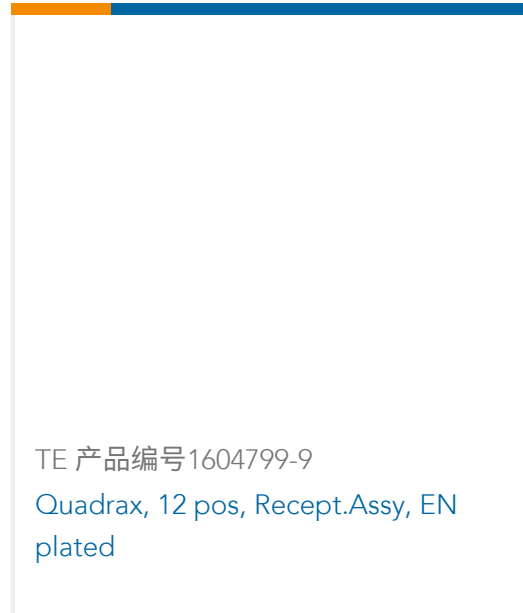 TE 产品编号1604799-9
Quadrax, 12 pos, Recept.Assy, EN
plated